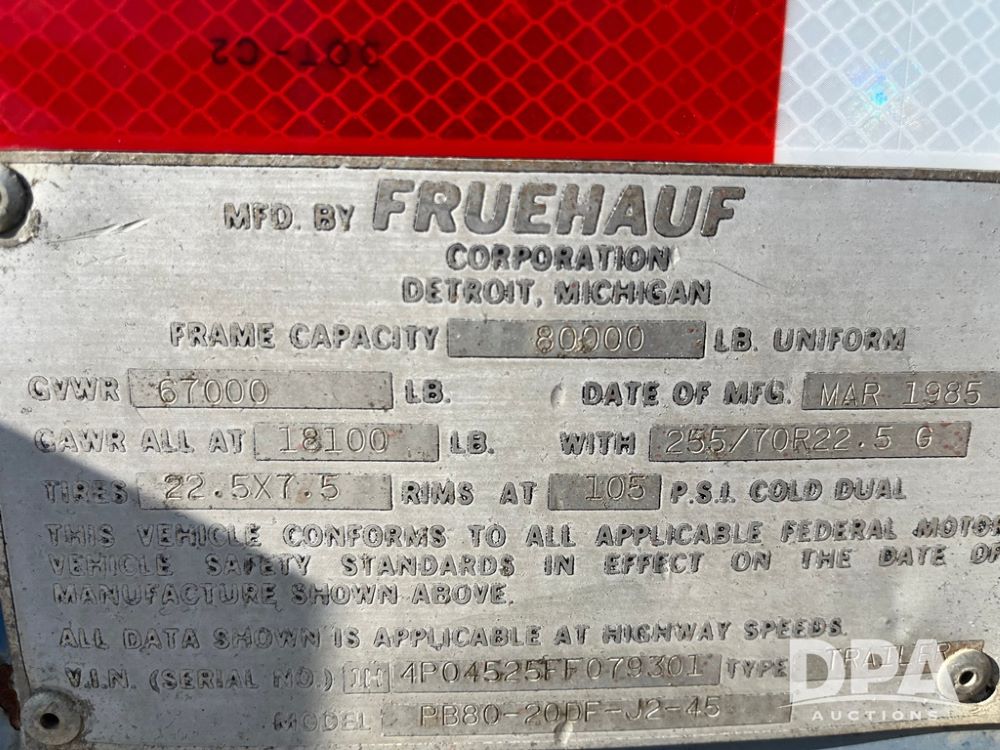 DOT-C2
MFD. BY FRUEHAUF
CORPORATION
DETROIT, MICHIGAN
FRAME CAPACITY 80000 LB. UNIFORM
GVWR 67000 LB. DATE OF MFG. MAR 1985
GAWR ALL AT 18100 LB. WITH 255/70R22.5 G
TIRES 22.5X7.5 RIMS AT 105 P.S.I. COLD DUAL
THIS VEHICLE CONFORMS TO ALL APPLICABLE FEDERAL MOTOR
VEHICLE SAFETY STANDARDS IN EFFECT ON THE DATE OF
MANUFACTURE SHOWN ABOVE.
ALL DATA SHOWN IS APPLICABLE AT HIGHWAY SPEEDS.
V.I.N. (SERIAL NO.) 1H 4P04525FF079301 TYPE TRAILER
MODEL PB80-20DF-J2-45
DPA
AUCTIONS